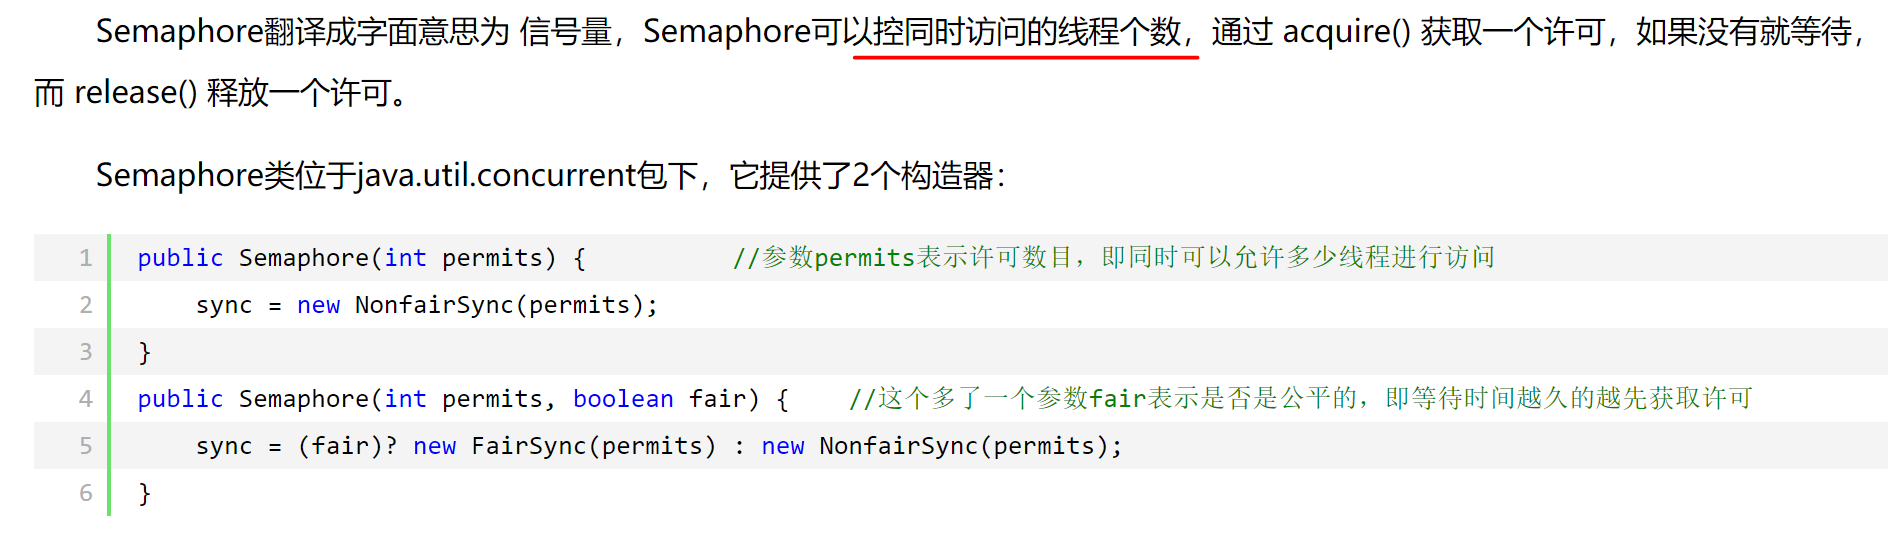 Semaphore翻译成字面意思为 信号量，Semaphore可以控同时访问的线程个数，通过 acquire() 获取一个许可，如果没有就等待，
而 release() 释放一个许可。
Semaphore类位于java.util.concurrent包下，它提供了2个构造器：
1 public Semaphore(int permits) {          //参数permits表示许可数目，即同时可以允许多少线程进行访问
2     sync = new NonfairSync(permits);
3 }
4 public Semaphore(int permits, boolean fair) {    //这个多了一个参数fair表示是否是公平的，即等待时间越久的越先获取许可
5     sync = (fair)? new FairSync(permits) : new NonfairSync(permits);
6 }